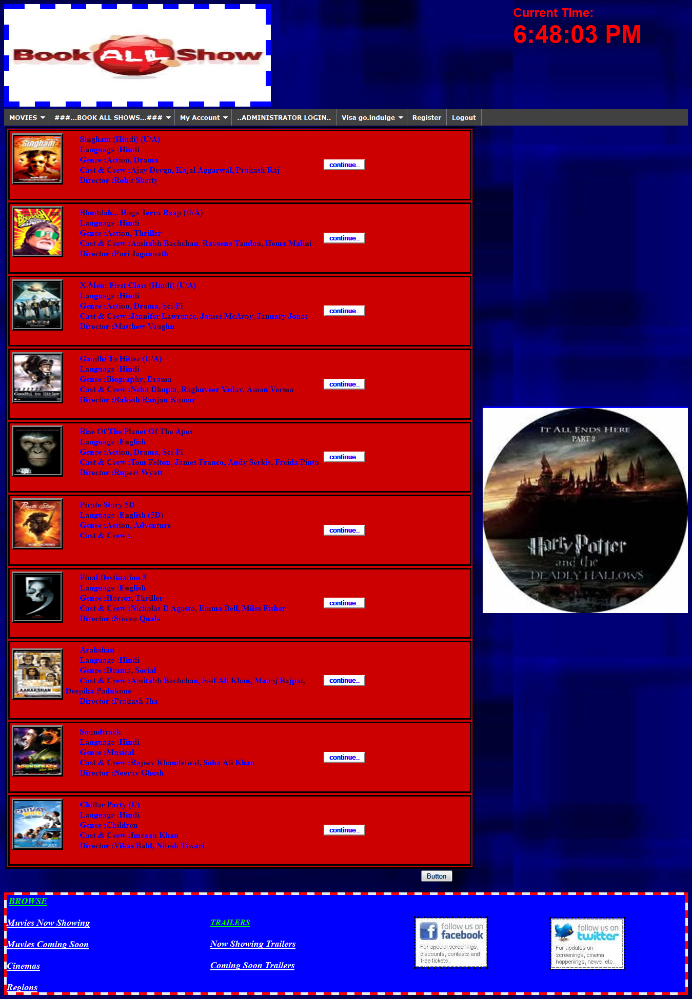 Book ALL Show
Current Time:
6:48:03 PM
MOVIES ###...BOOK ALL SHOWS...### My Account ..ADMINISTRATOR LOGIN.. Visa go.indulge Register Logout
Singham
Singham (Hindi) (U/A)
Language :Hindi
Genre :Action, Drama
Cast & Crew :Ajay Devgn, Kajal Aggarwal, Prakash Raj
Director :Rohit Shetty
continue..
Bbuddah
Bbuddah... Hoga Terra Baap (U/A)
Language :Hindi
Genre :Action, Thriller
Cast & Crew :Amitabh Bachchan, Raveena Tandon, Hema Malini
Director :Puri Jagannath
continue..
X-MEN
X-Men: First Class (Hindi) (U/A)
Language :Hindi
Genre :Action, Drama, Sci-Fi
Cast & Crew :Jennifer Lawrence, James McAvoy, January Jones
Director :Matthew Vaughn
continue..
Gandhi to Hitler
Gandhi To Hitler (U/A)
Language :Hindi
Genre :Biography, Drama
Cast & Crew :Neha Dhupia, Raghuveer Yadav, Aman Verma
Director :Rakesh Ranjan Kumar
continue..
Rise Of The Planet Of The Apes
Language :English
Genre :Action, Drama, Sci-Fi
Cast & Crew :Tom Felton, James Franco, Andy Serkis, Freida Pinto
Director :Rupert Wyatt
continue..
Pirate Story
NOW SHOWING
Pirate Story 5D
Language :English (5D)
Genre :Action, Adventure
Cast & Crew :.
continue..
5
Final Destination 5
Language :English
Genre :Horror, Thriller
Cast & Crew :Nicholas D Agosto, Emma Bell, Miles Fisher
Director :Steven Quale
continue..
AARAKSHAN
Arakshan
Language :Hindi
Genre :Drama, Social
Cast & Crew :Amitabh Bachchan, Saif Ali Khan, Manoj Bajpai,
Deepika Padukone
Director :Prakash Jha
continue..
SOUNDTRACK
Soundtrack
Language :Hindi
Genre :Musical
Cast & Crew :Rajeev Khandelwal, Soha Ali Khan
Director :Neerav Ghosh
continue..
CHILLAR PARTY
Chillar Party (U)
Language :Hindi
Genre :Children
Cast & Crew :Imraan Khan
Director :Vikas Bahl, Nitesh Tiwari
continue..
IT ALL ENDS HERE
PART 2
Harry Potter
and the
DEADLY HALLOWS
Button
BROWSE
Muvies Now Showing
Muvies Coming Soon
Cinemas
Regions
TRAILERS
Now Showing Trailers
Coming Soon Trailers
follow us on
facebook
For special screenings,
discounts, contests and
free tickets.
follow us on
twitter
For updates on
screenings, cinema
happenings, news, etc.